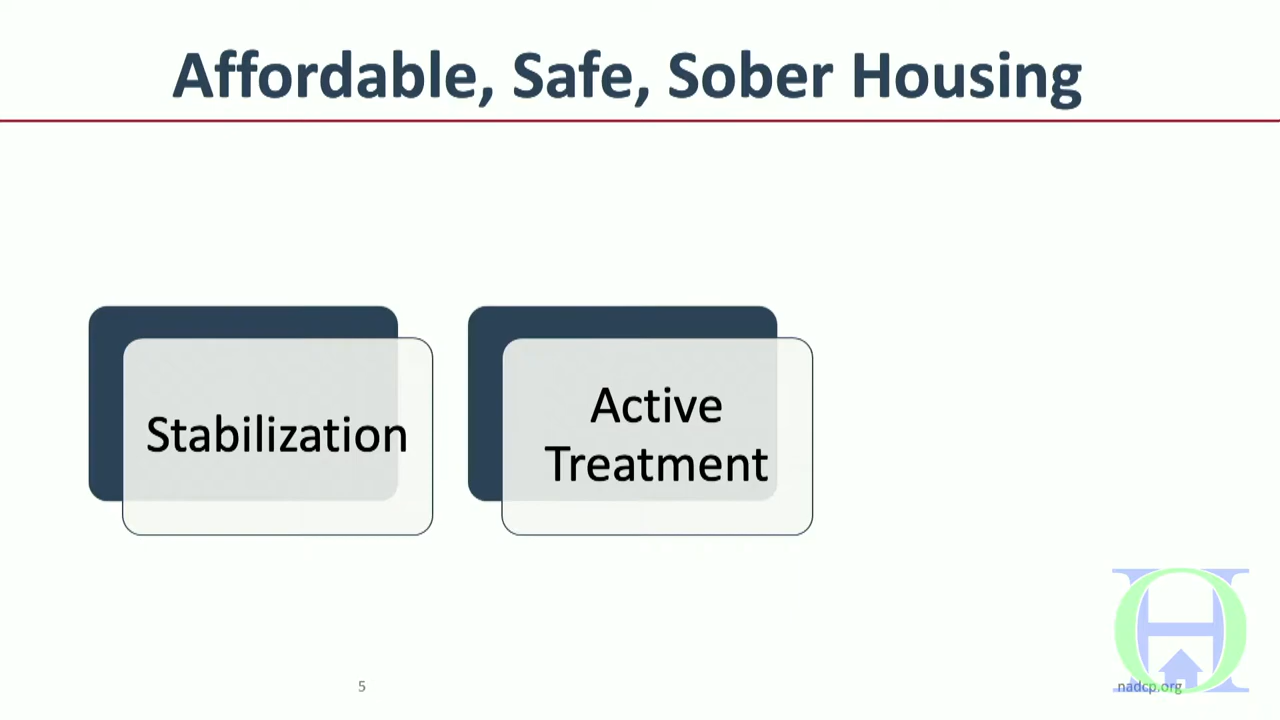 Affordable, Safe, Sober Housing
Stabilization
Active
Treatment
5
nadcp.org